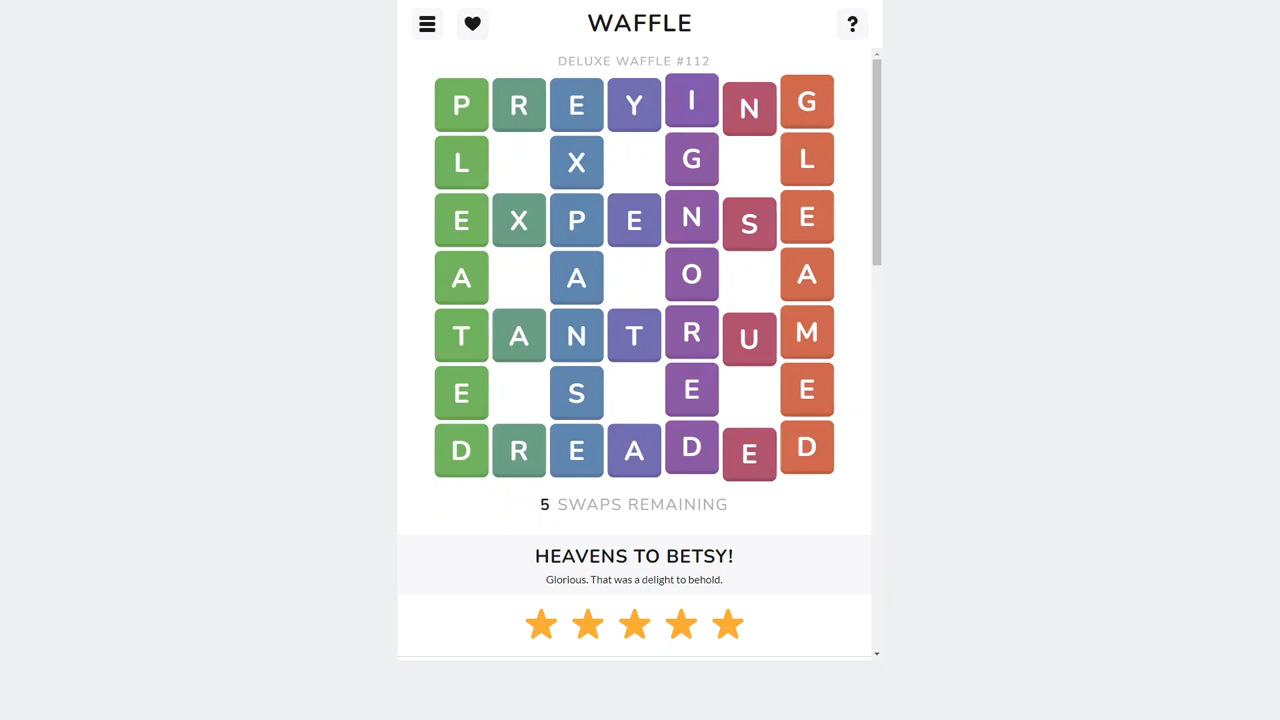 WAFFLE
?
DELUXE WAFFLE #112
P R E Y I N G
L X G L
E X P E N S E
A A O A
T A N T R U M
E S E E
D R E A D E D
5 SWAPS REMAINING
HEAVENS TO BETSY!
Glorious. That was a delight to behold.